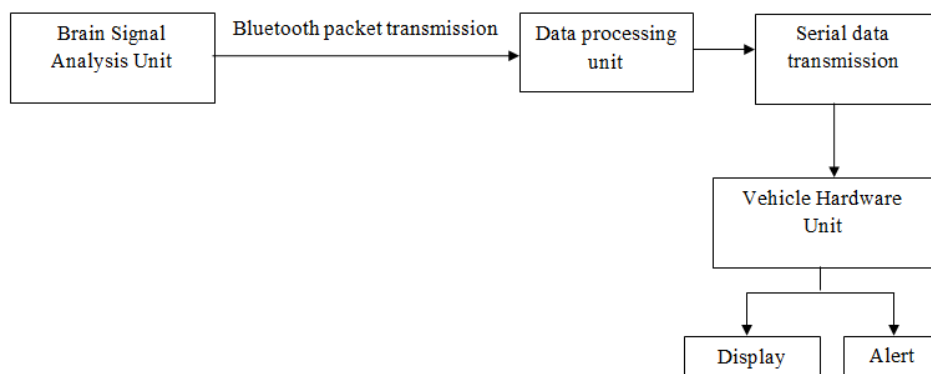 Brain Signal
Analysis Unit
Bluetooth packet transmission
Data processing
unit
Serial data
transmission
Vehicle Hardware
Unit
Display
Alert